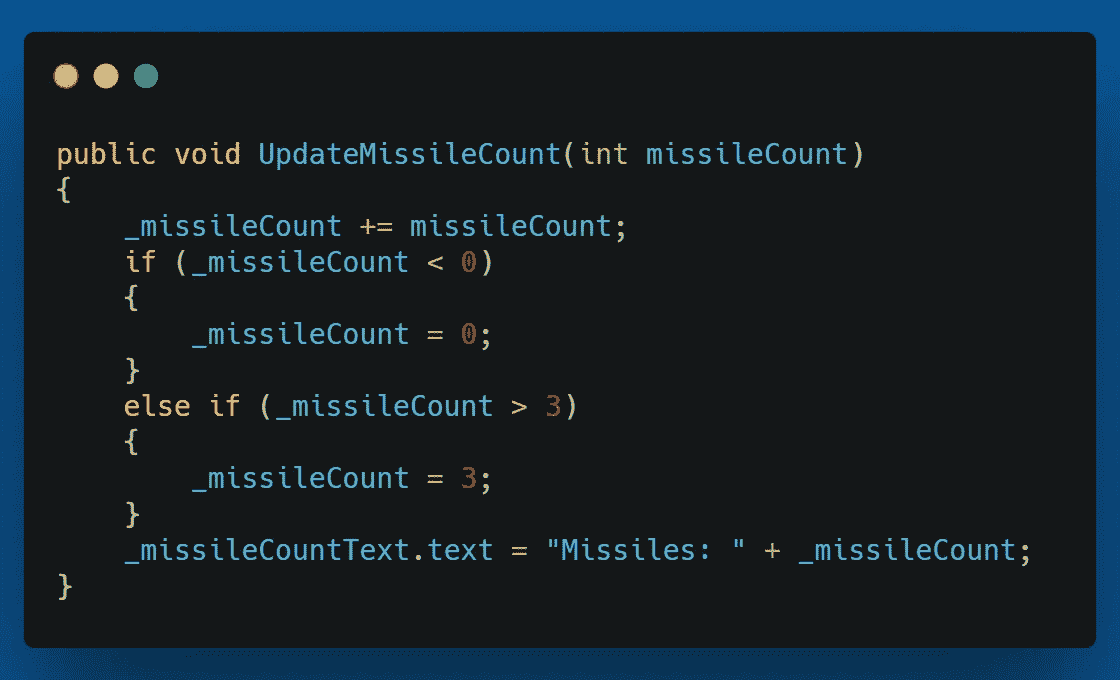 public void UpdateMissileCount(int missileCount)
{
    _missileCount += missileCount;
    if (_missileCount < 0)
    {
        _missileCount = 0;
    }
    else if (_missileCount > 3)
    {
        _missileCount = 3;
    }
    _missileCountText.text = "Missiles: " + _missileCount;
}